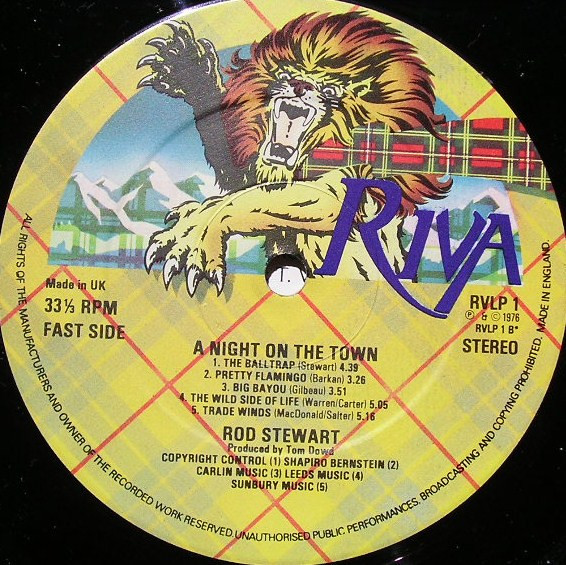 RIVA
Made in UK
33⅓ RPM
FAST SIDE
RVLP 1
℗ & © 1976
RVLP 1 B*
STEREO
A NIGHT ON THE TOWN
1. THE BALLTRAP (Stewart) 4.39
2. PRETTY FLAMINGO (Barkan) 3.26
3. BIG BAYOU (Gilbeau) 3.51
4. THE WILD SIDE OF LIFE (Warren/Carter) 5.05
5. TRADE WINDS (MacDonald/Salter) 5.16
ROD STEWART
Produced by Tom Dowd
COPYRIGHT CONTROL (1) SHAPIRO BERNSTEIN (2)
CARLIN MUSIC (3) LEEDS MUSIC (4)
SUNBURY MUSIC (5)
ALL RIGHTS OF THE MANUFACTURERS AND OWNER OF THE RECORDED WORK RESERVED. UNAUTHORISED PUBLIC PERFORMANCES, BROADCASTING AND COPYING PROHIBITED. MADE IN ENGLAND.